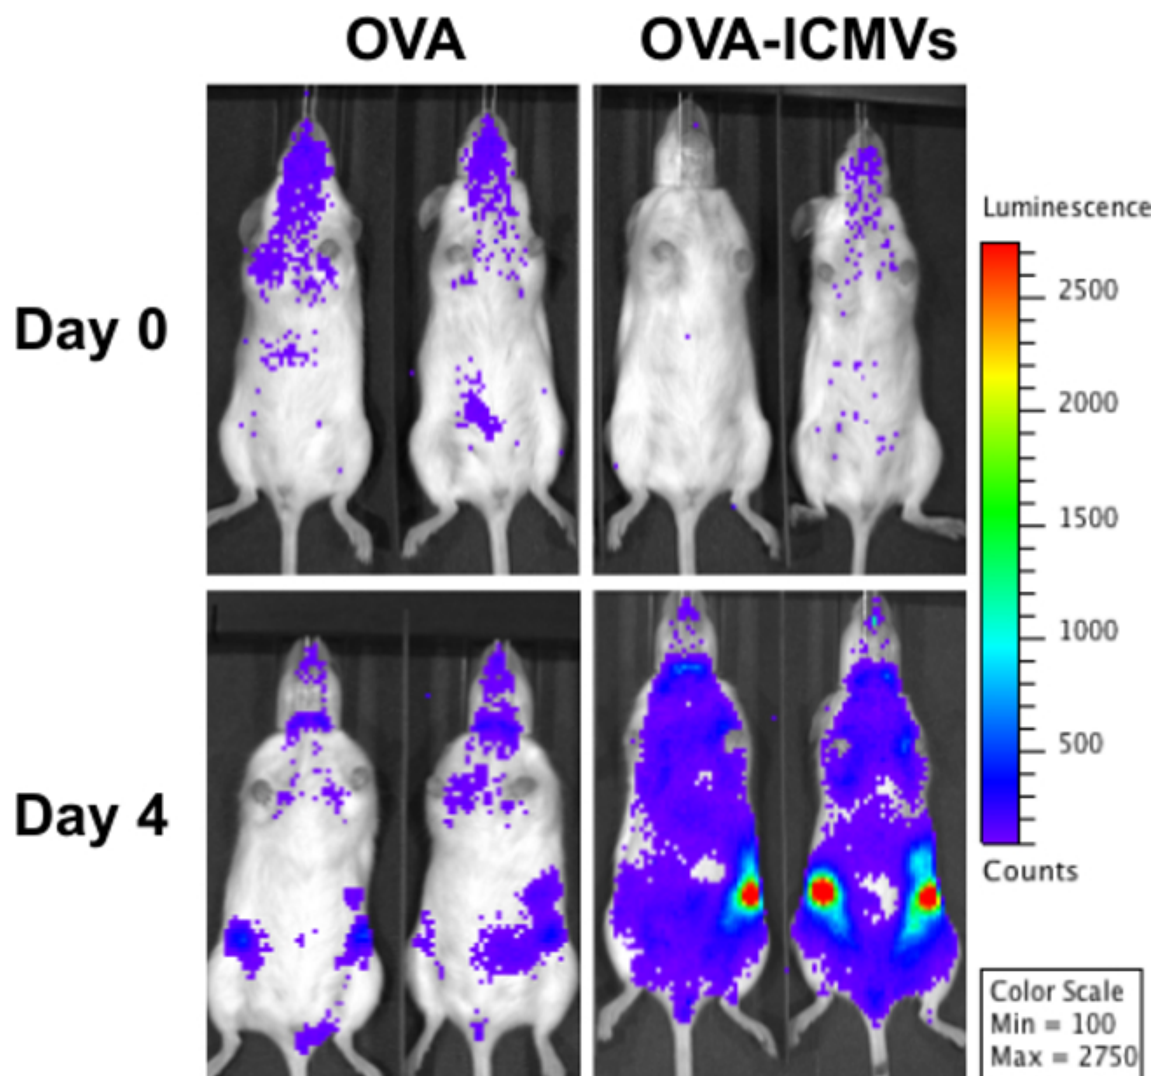 OVA
OVA-ICMVs
Day 0
Luminescence
2500
2000
1500
1000
500
Counts
Day 4
Color Scale
Min = 100
Max = 2750